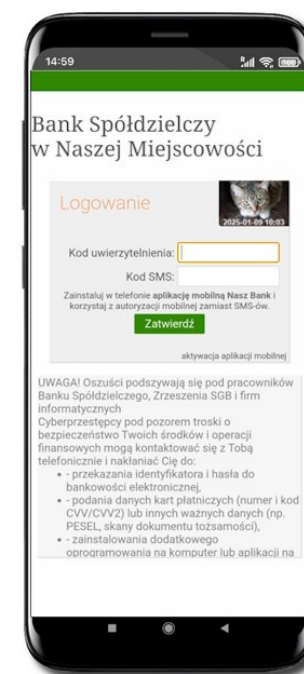 14:59
Bank Spółdzielczy
w Naszej Miejscowości
Logowanie
2025-01-09 10:03
Kod uwierzytelnienia:
Kod SMS:
Zainstaluj w telefonie aplikację mobilną Nasz Bank i
korzystaj z autoryzacji mobilnej zamiast SMS-ów.
Zatwierdź
aktywacja aplikacji mobilnej
UWAGA! Oszuści podszywają się pod pracowników
Banku Spółdzielczego, Zrzeszenia SGB i firm
informatycznych
Cyberprzestępcy pod pozorem troski o
bezpieczeństwo Twoich środków i operacji
finansowych mogą kontaktować się z Tobą
telefonicznie i nakłaniać Cię do:
• - przekazania identyfikatora i hasła do
bankowości elektronicznej,
• - podania danych kart płatniczych (numer i kod
CVV/CVV2) lub innych ważnych danych (np.
PESEL, skany dokumentu tożsamości),
• - zainstalowania dodatkowego
oprogramowania na komputer lub aplikacji na